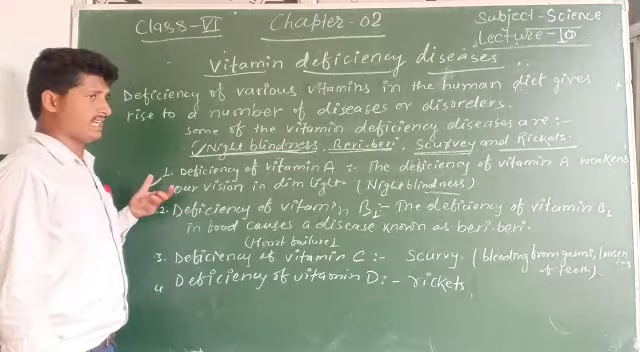 Class-VI Chapter-02 Subject-Science
Lecture-10
Vitamin deficiency diseases
Deficiency of various vitamins in the human diet gives
rise to a number of diseases or disorelers.
some of the vitamin deficiency diseases are:-
Night blindness, Beri-beri, Scurvey and Rickats.
1. Deficiency of vitamin A :- The deficiency of vitamin A weakens
our vision in dim light. (Night blindness)
2. Deficiency of vitamin B1 :- The deficiency of vitamin B1
in food causes a disease known as beri-beri.
(Heart failure)
3. Deficiency of vitamin C :- Scurvy. (bleeding from germs, loosening
of teeth).
4 Deficiency of vitamin D :- rickets